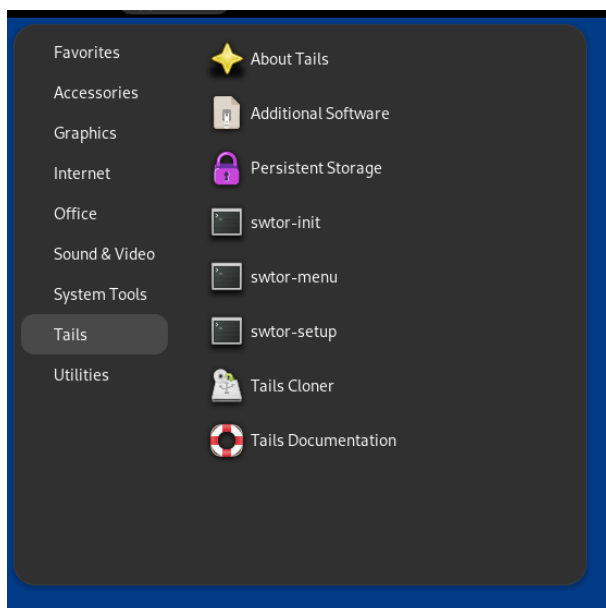 Favorites
Accessories
Graphics
Internet
Office
Sound & Video
System Tools
Tails
Utilities
About Tails
Additional Software
Persistent Storage
swtor-init
swtor-menu
swtor-setup
Tails Cloner
Tails Documentation